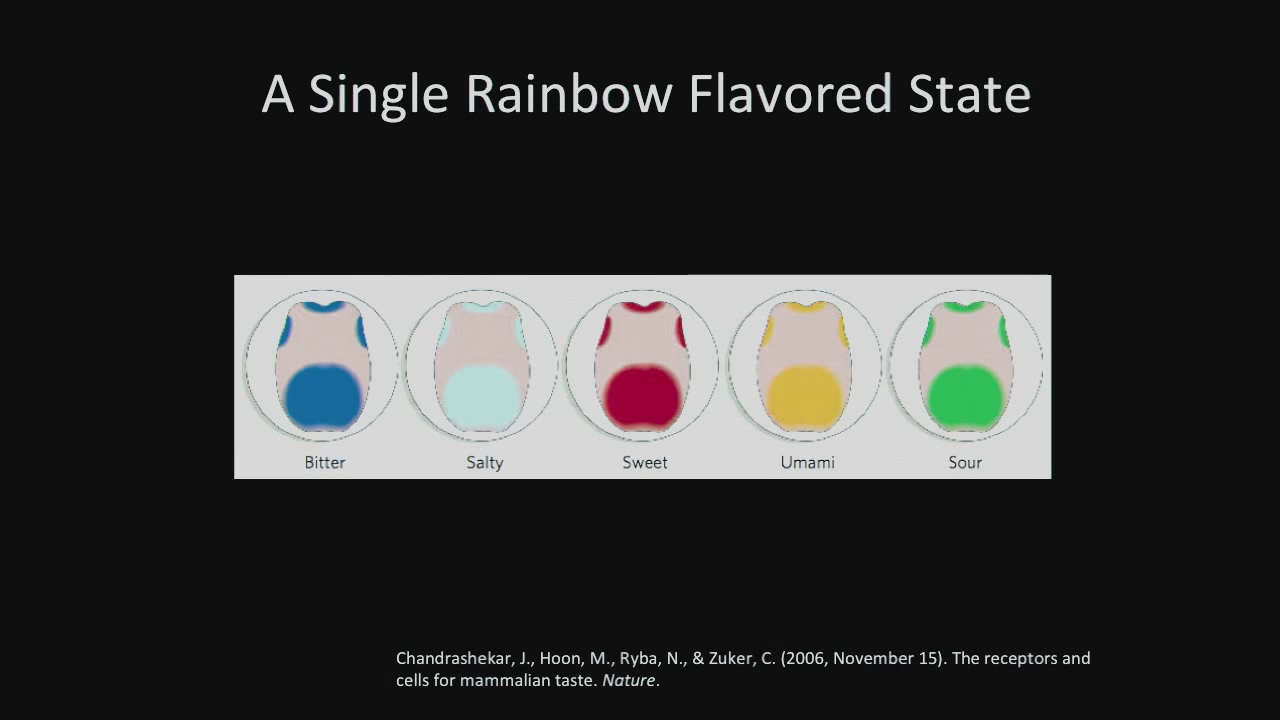 A Single Rainbow Flavored State
Bitter
Salty
Sweet
Umami
Sour
Chandrashekar, J., Hoon, M., Ryba, N., & Zuker, C. (2006, November 15). The receptors and
cells for mammalian taste. Nature.